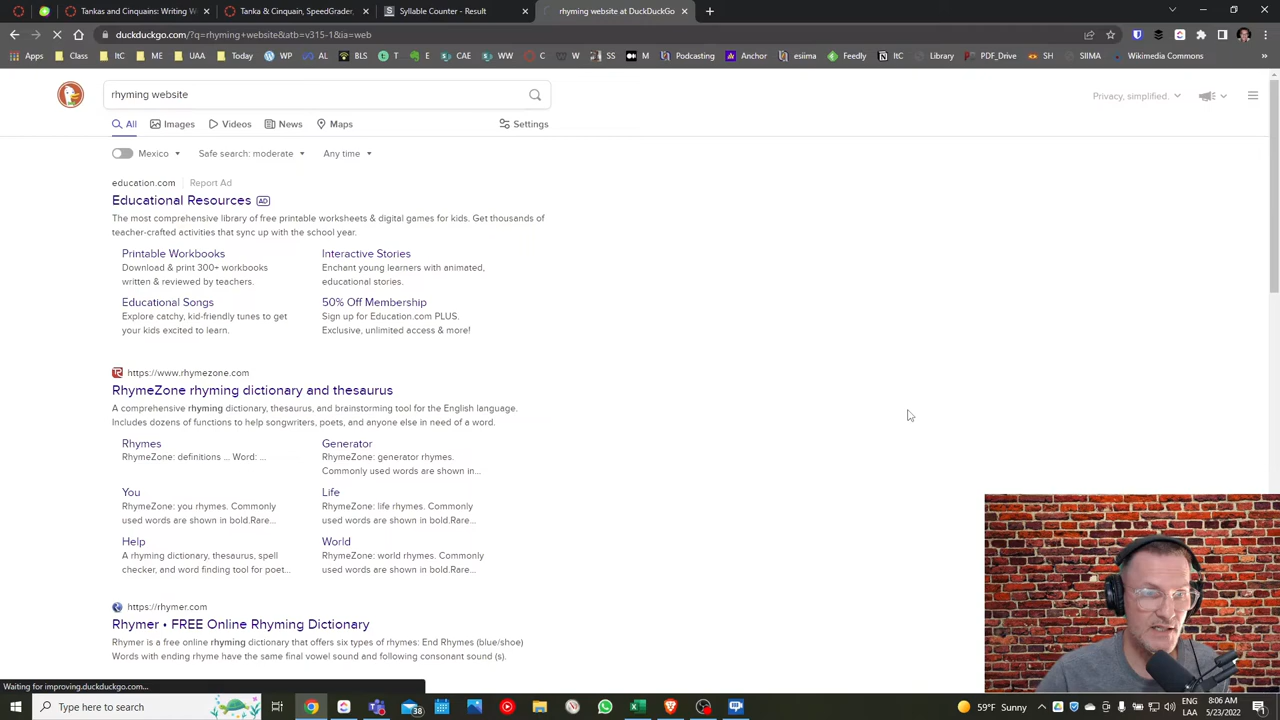 Tankas and Cinquains: Writing W
Tanka & Cinquain, SpeedGrader,
Syllable Counter - Result
rhyming website at DuckDuckGo
duckduckgo.com/?q=rhyming+website&atb=v315-1&ia=web
ItC
ME
UAA
Today
WP
AL
BL
T
E
CAE
WW
C
W
SS
M
Podcasting
Anchor
esiima
Feedly
ItC
Library
PDF_Drive
SH
SIIMA
Wikimedia Commons
rhyming website
Privacy, simplified.
All
Images
Videos
News
Maps
Settings
Mexico
Safe search: moderate
Any time
education.com
Report Ad
Educational Resources AD
The most comprehensive library of free printable worksheets & digital games for kids. Get thousands of
teacher-crafted activities that sync up with the school year.
Printable Workbooks
Download & print 300+ workbooks
written & reviewed by teachers.
Interactive Stories
Enchant young learners with animated,
educational stories.
Educational Songs
Explore catchy, kid-friendly tunes to get
your kids excited to learn.
50% Off Membership
Sign up for Education.com PLUS.
Exclusive, unlimited access & more!
https://www.rhymezone.com
RhymeZone rhyming dictionary and thesaurus
A comprehensive rhyming dictionary, thesaurus, and brainstorming tool for the English language.
Includes dozens of functions to help songwriters, poets, and anyone else in need of a word.
Rhymes
RhymeZone: definitions ... Word: ...
Generator
RhymeZone: generator rhymes.
Commonly used words are shown in...
You
RhymeZone: you rhymes. Commonly
used words are shown in bold.Rare...
Life
RhymeZone: life rhymes. Commonly
used words are shown in bold.Rare...
Help
A rhyming dictionary, thesaurus, spell
checker, and word finding tool for poet...
World
RhymeZone: world rhymes. Commonly
used words are shown in bold.Rare...
https://rhymer.com
Rhymer • FREE Online Rhyming Dictionary
Rhymer is a free online rhyming dictionary that offers six types of rhymes: End Rhymes (blue/shoe)
Words with ending rhyme have the same final vowel sound and following consonant sound (s).
Waiting for improving.duckduckgo.com...
Type here to search
38
59°F Sunny
ENG
LAA
8:06 AM
5/23/2022